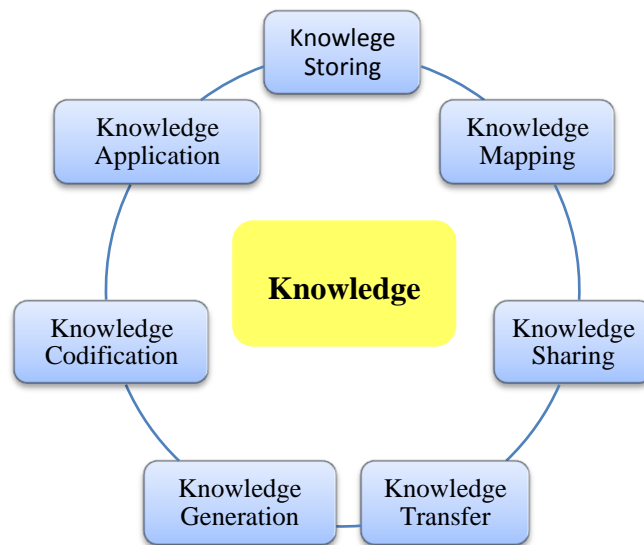 Knowlege
Storing
Knowledge
Mapping
Knowledge
Sharing
Knowledge
Transfer
Knowledge
Generation
Knowledge
Codification
Knowledge
Application
Knowledge